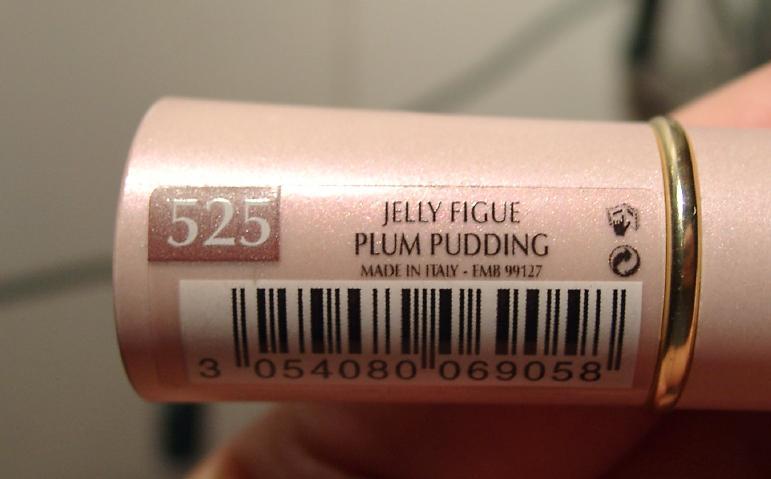 525
JELLY FIGUE
PLUM PUDDING
MADE IN ITALY - EMB 99127
3 054080 069058